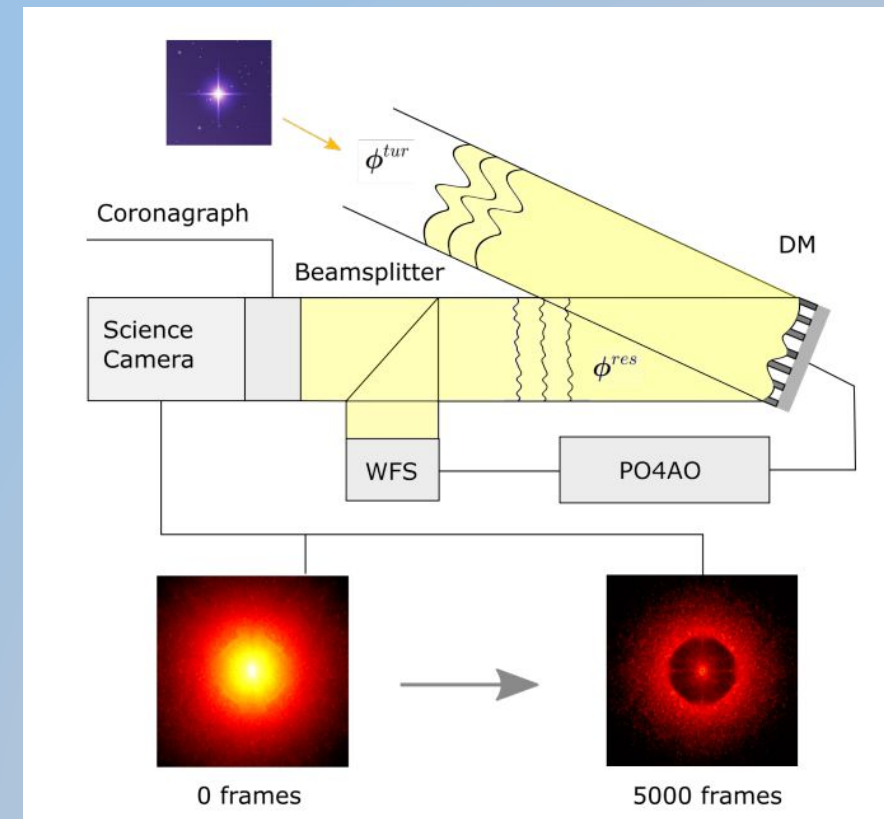 ϕ^{tur}
Coronagraph
DM
Beamsplitter
Science
Camera
ϕ^{res}
WFS
PO4AO
0 frames
5000 frames